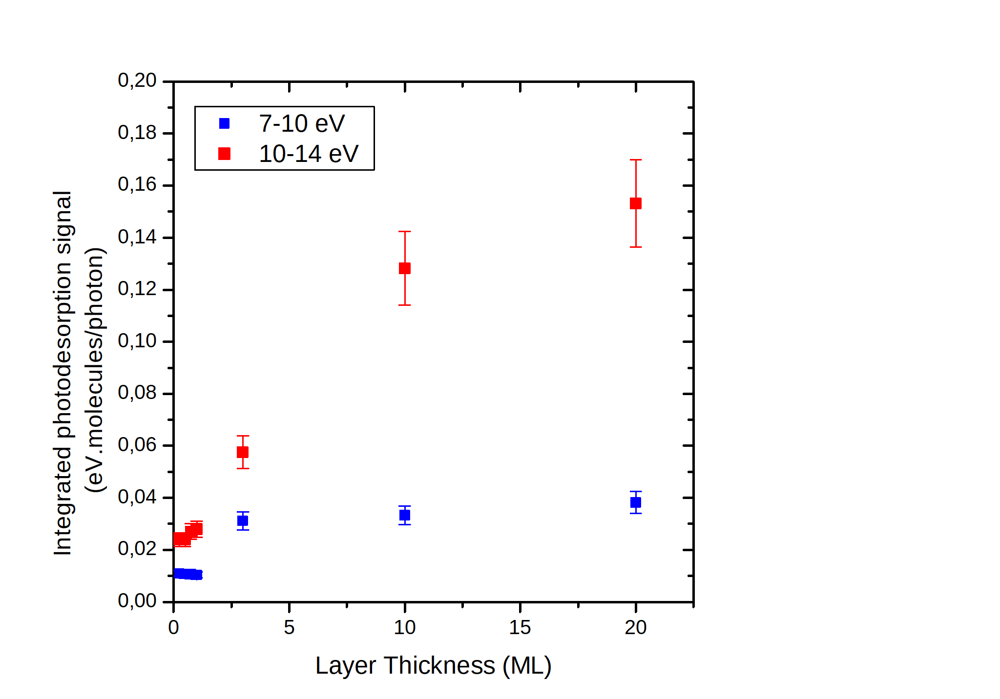 0,20
0,18
0,16
0,14
0,12
0,10
0,08
0,06
0,04
0,02
0,00
7-10 eV
10-14 eV
Integrated photodesorption signal
(eV.molecules/photon)
0 5 10 15 20
Layer Thickness (ML)